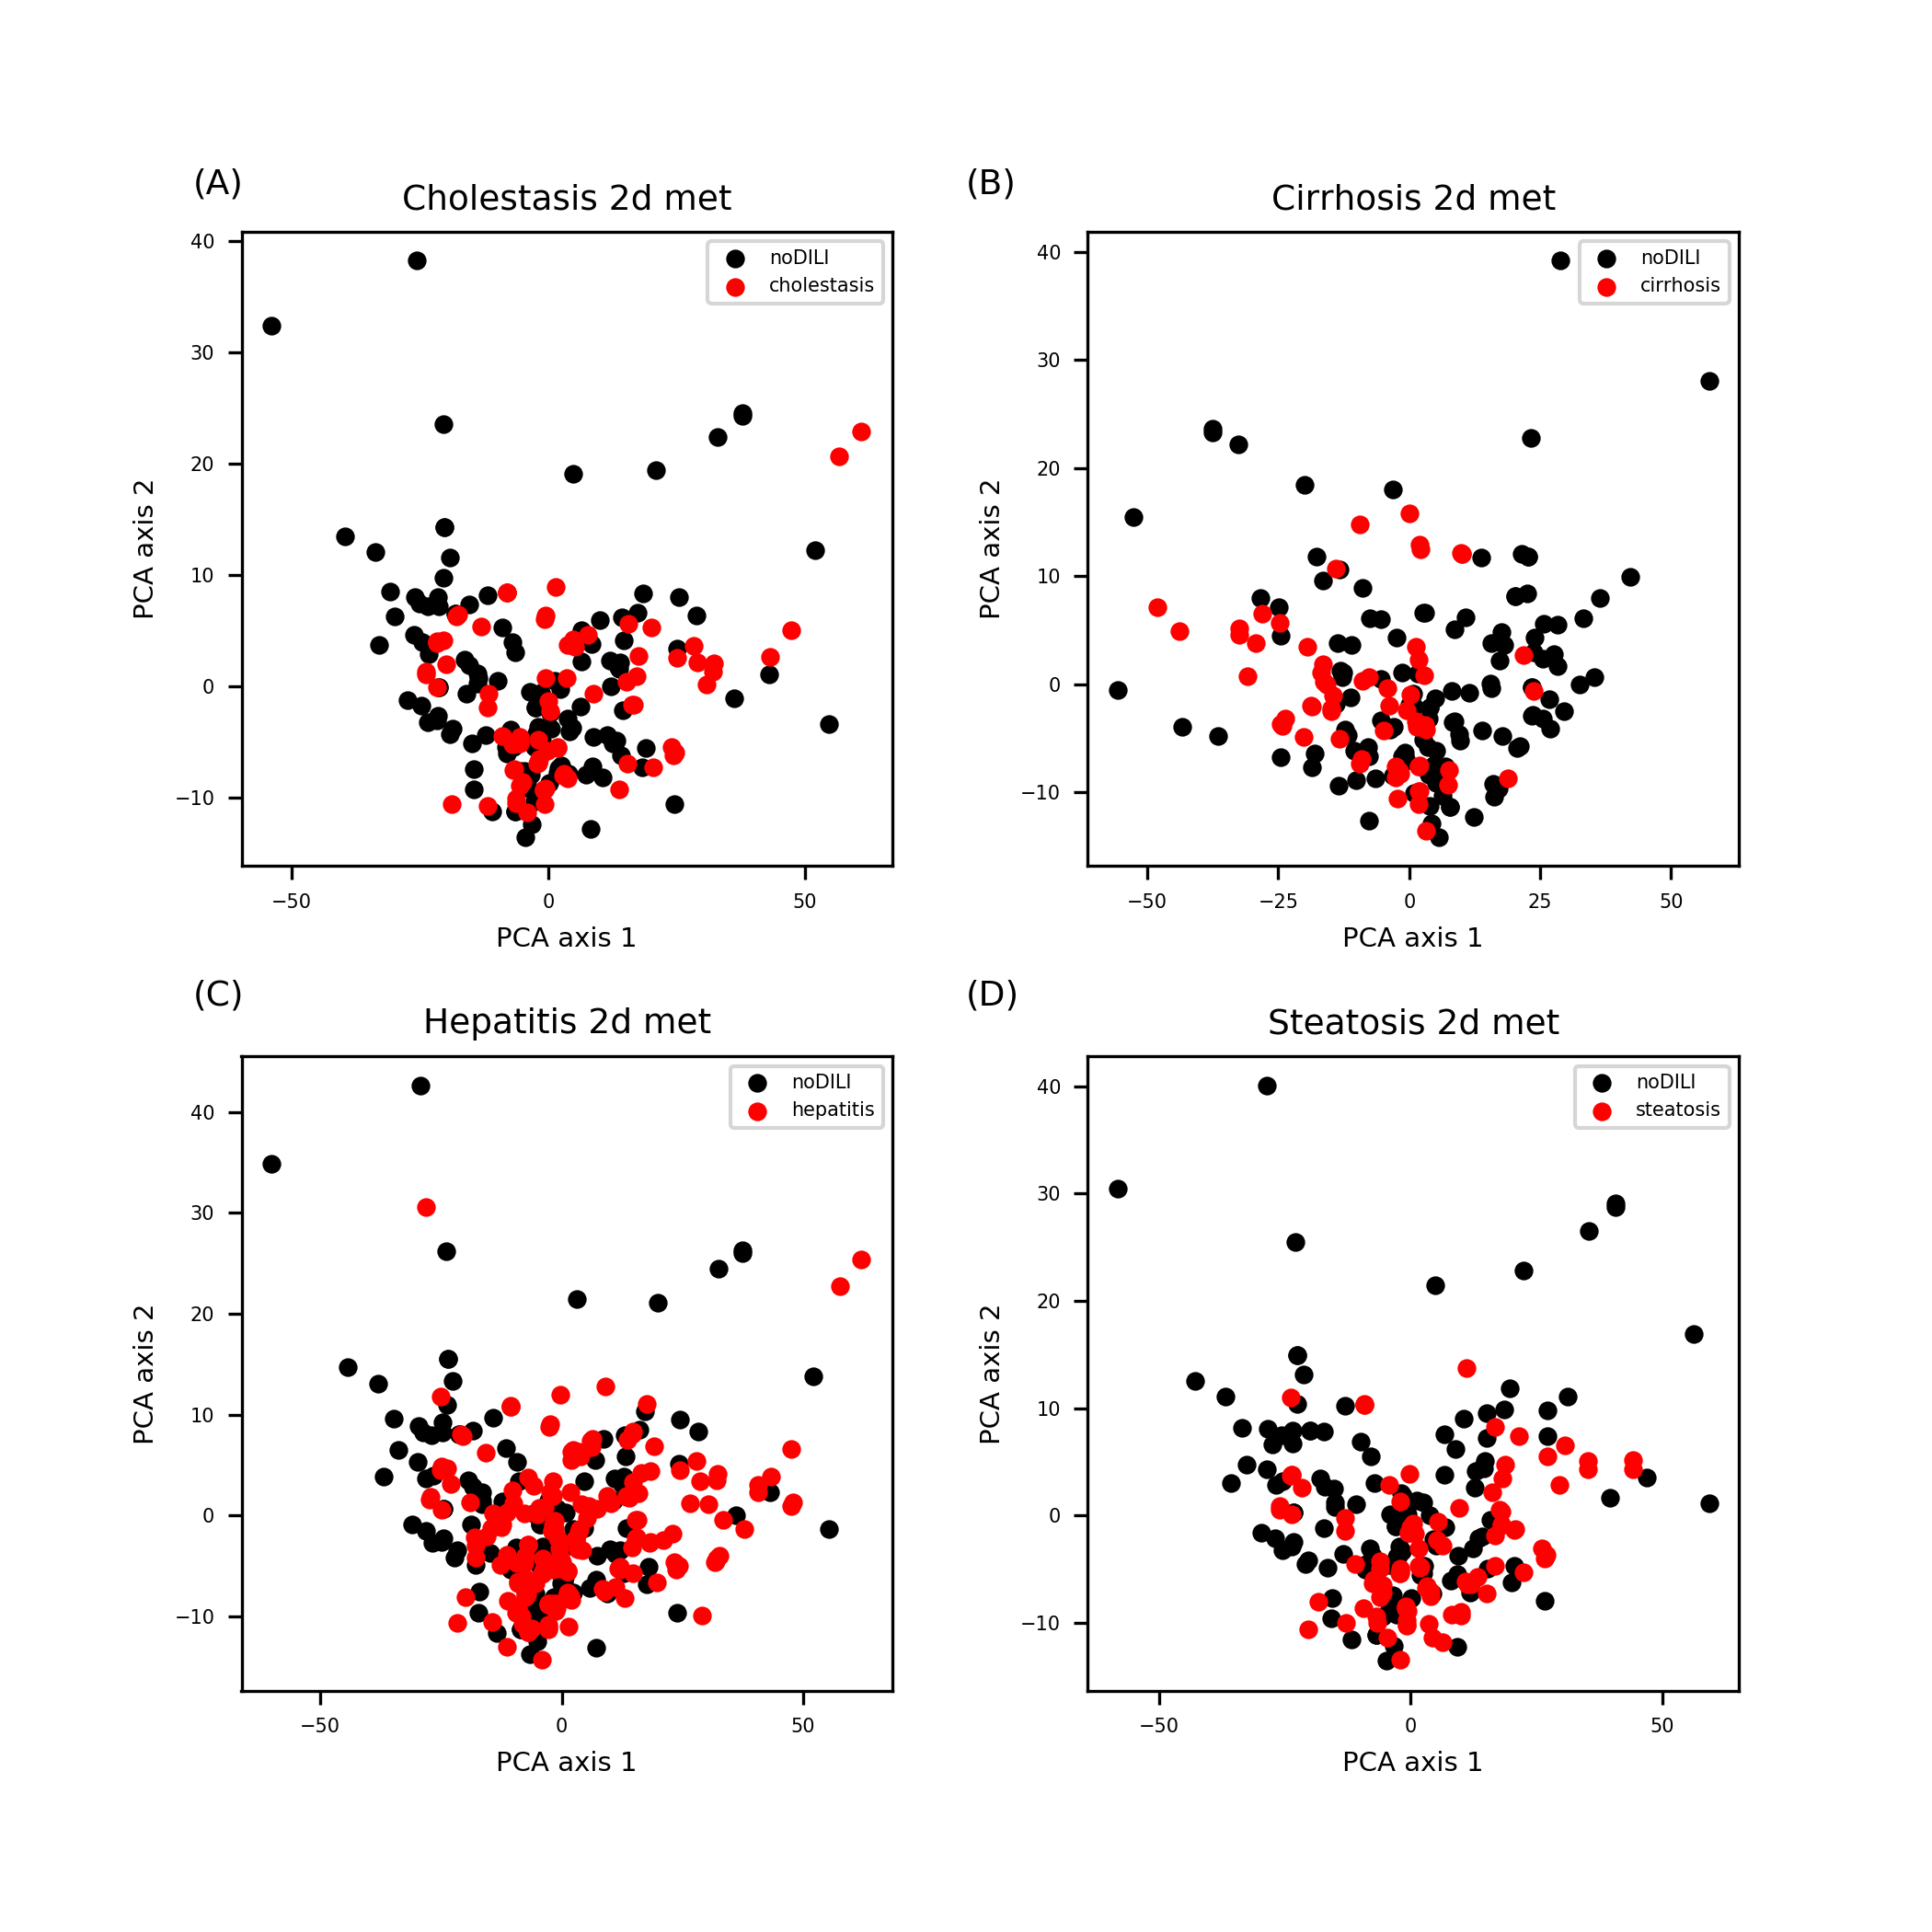 (A)
Cholestasis 2d met
40
30
20
10
0
−10
PCA axis 2
noDILI
cholestasis
−50
0
50
PCA axis 1
(B)
Cirrhosis 2d met
40
30
20
10
0
−10
PCA axis 2
noDILI
cirrhosis
−50
−25
0
25
50
PCA axis 1
(C)
Hepatitis 2d met
40
30
20
10
0
−10
PCA axis 2
noDILI
hepatitis
−50
0
50
PCA axis 1
(D)
Steatosis 2d met
40
30
20
10
0
−10
PCA axis 2
noDILI
steatosis
−50
0
50
PCA axis 1